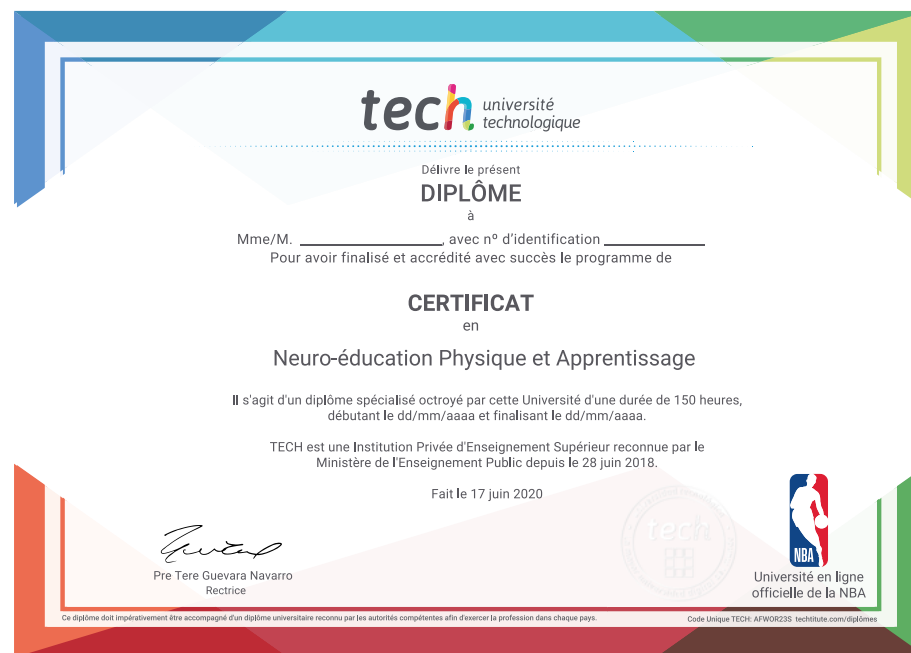 tech université
technologique
Délivre le présent
DIPLÔME
à
Mme/M. ____________________, avec nº d'identification ______________
Pour avoir finalisé et accrédité avec succès le programme de
CERTIFICAT
en
Neuro-éducation Physique et Apprentissage
Il s'agit d'un diplôme spécialisé octroyé par cette Université d'une durée de 150 heures,
débutant le dd/mm/aaaa et finalisant le dd/mm/aaaa.
TECH est une Institution Privée d'Enseignement Supérieur reconnue par le
Ministère de l'Enseignement Public depuis le 28 juin 2018.
Fait le 17 juin 2020
tech
NBA
Pre Tere Guevara Navarro
Rectrice
Université en ligne
officielle de la NBA
Ce diplôme doit impérativement être accompagné d'un diplôme universitaire reconnu par les autorités compétentes afin d'exercer la profession dans chaque pays.
Code Unique TECH: AFWOR23S techtitute.com/diplômes